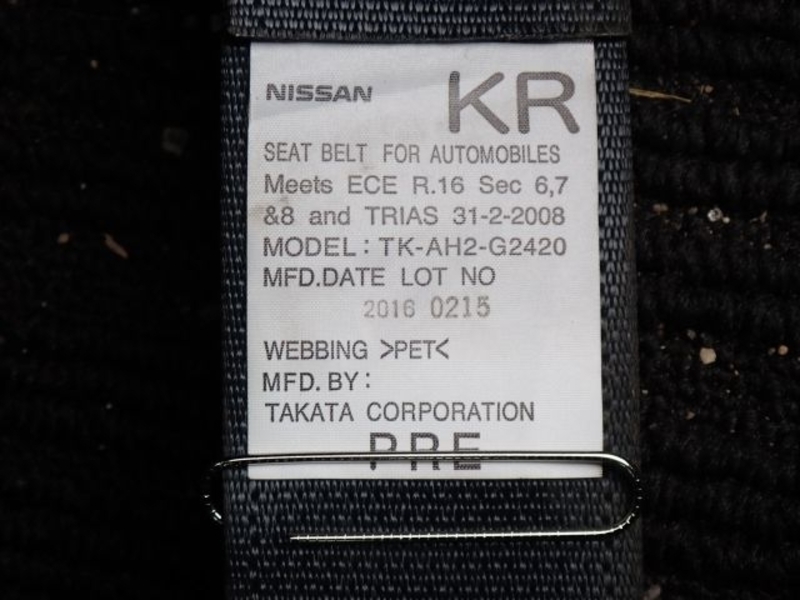 NISSAN KR
SEAT BELT FOR AUTOMOBILES
Meets ECE R.16 Sec 6,7
&8 and TRIAS 31-2-2008
MODEL: TK-AH2-G2420
MFD.DATE LOT NO
2016 0215
WEBBING >PET<
MFD. BY:
TAKATA CORPORATION
PRE